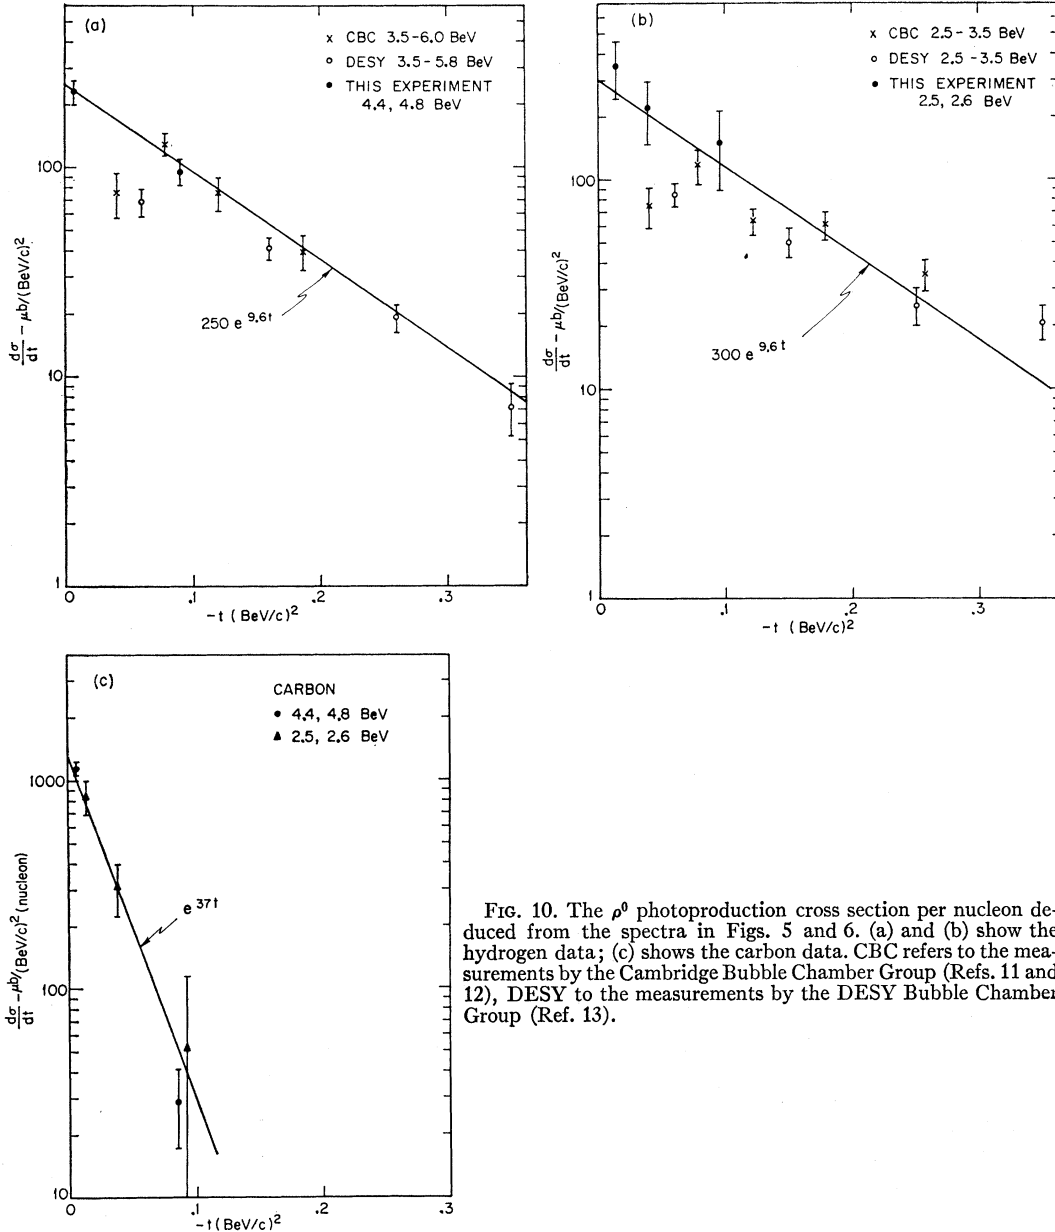 (a)
× CBC 3.5-6.0 BeV
○ DESY 3.5-5.8 BeV
● THIS EXPERIMENT
4.4, 4.8 BeV
100
10
1
dσ/dt - μb/(BeV/c)²
250 e^9.6t
0 .1 .2 .3
-t (BeV/c)²
(b)
× CBC 2.5-3.5 BeV
○ DESY 2.5-3.5 BeV
● THIS EXPERIMENT
2.5, 2.6 BeV
100
10
1
dσ/dt - μb/(BeV/c)²
300 e^9.6t
0 .1 .2 .3
-t (BeV/c)²
(c)
CARBON
● 4.4, 4.8 BeV
▲ 2.5, 2.6 BeV
1000
100
10
dσ/dt - μb/(BeV/c)² (nucleon)
e^37t
0 .1 .2 0.3
-t (BeV/c)²
FIG. 10. The ρ⁰ photoproduction cross section per nucleon de-
duced from the spectra in Figs. 5 and 6. (a) and (b) show the
hydrogen data; (c) shows the carbon data. CBC refers to the mea-
surements by the Cambridge Bubble Chamber Group (Refs. 11 and
12), DESY to the measurements by the DESY Bubble Chamber
Group (Ref. 13).